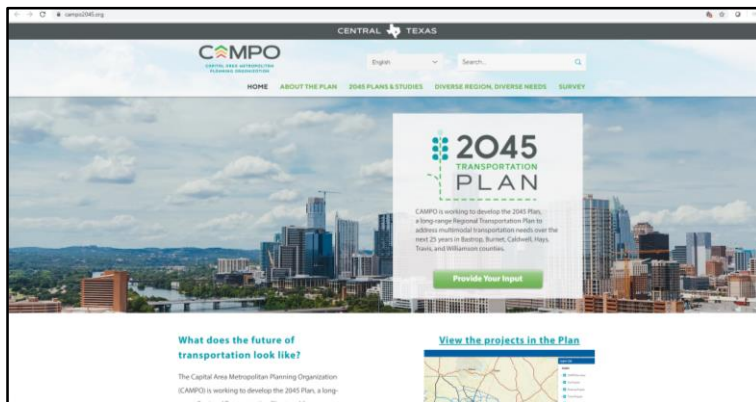 campo2045.org
CENTRAL TEXAS
CAMPO
CAPITAL AREA METROPOLITAN
PLANNING ORGANIZATION
English
Search...
HOME ABOUT THE PLAN 2045 PLANS & STUDIES DIVERSE REGION, DIVERSE NEEDS SURVEY
2045
TRANSPORTATION
PLAN
CAMPO is working to develop the 2045 Plan,
a long-range Regional Transportation Plan to
address multimodal transportation needs over the
next 25 years in Bastrop, Burnet, Caldwell, Hays,
Travis, and Williamson counties.
Provide Your Input
What does the future of
transportation look like?
The Capital Area Metropolitan Planning Organization
(CAMPO) is working to develop the 2045 Plan, a long-
View the projects in the Plan